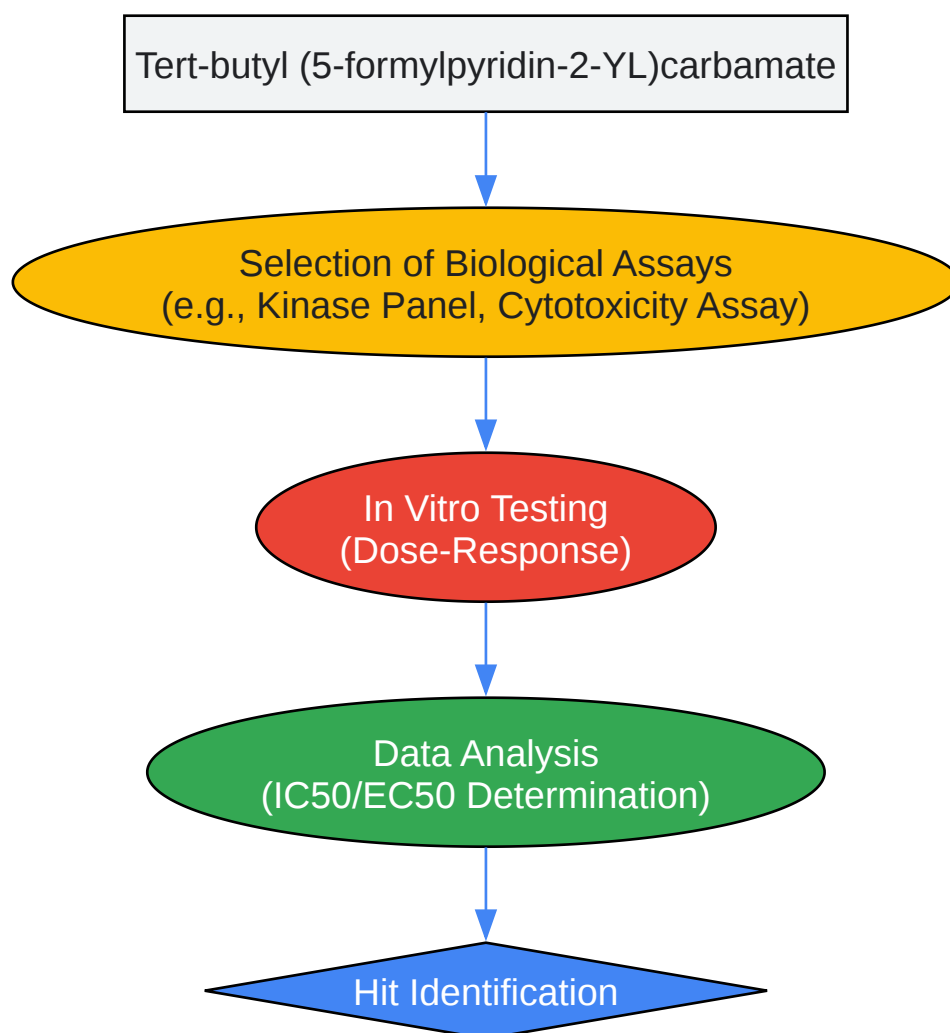 Tert-butyl (5-formylpyridin-2-YL)carbamate
Selection of Biological Assays
(e.g., Kinase Panel, Cytotoxicity Assay)
In Vitro Testing
(Dose-Response)
Data Analysis
(IC50/EC50 Determination)
Hit Identification